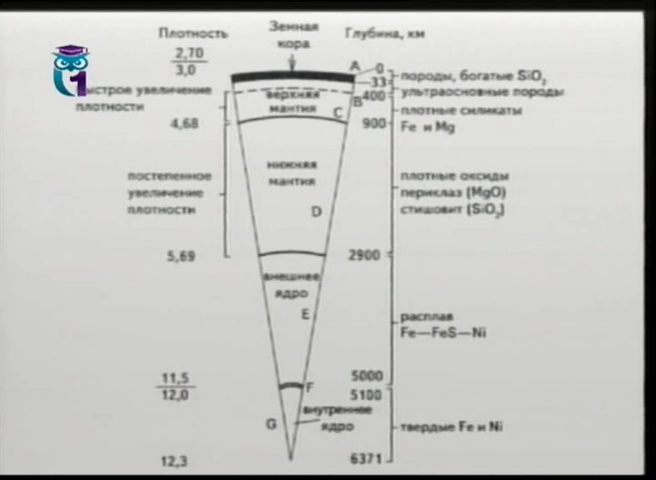 Плотность
Земная
кора
Глубина, км
2,70
3,0
A
0
33
породы, богатые SiO2
1
быстрое увеличение
плотности
верхняя
мантия
B
400
ультраосновные породы
C
плотные силикаты
Fe и Mg
4,68
900
постепенное
увеличение
плотности
нижняя
мантия
D
плотные оксиды
периклаз (MgO)
стишовит (SiO2)
5,69
2900
внешнее
ядро
E
расплав
Fe—FeS—Ni
11,5
12,0
F
5000
5100
G
внутреннее
ядро
твердые Fe и Ni
12,3
6371